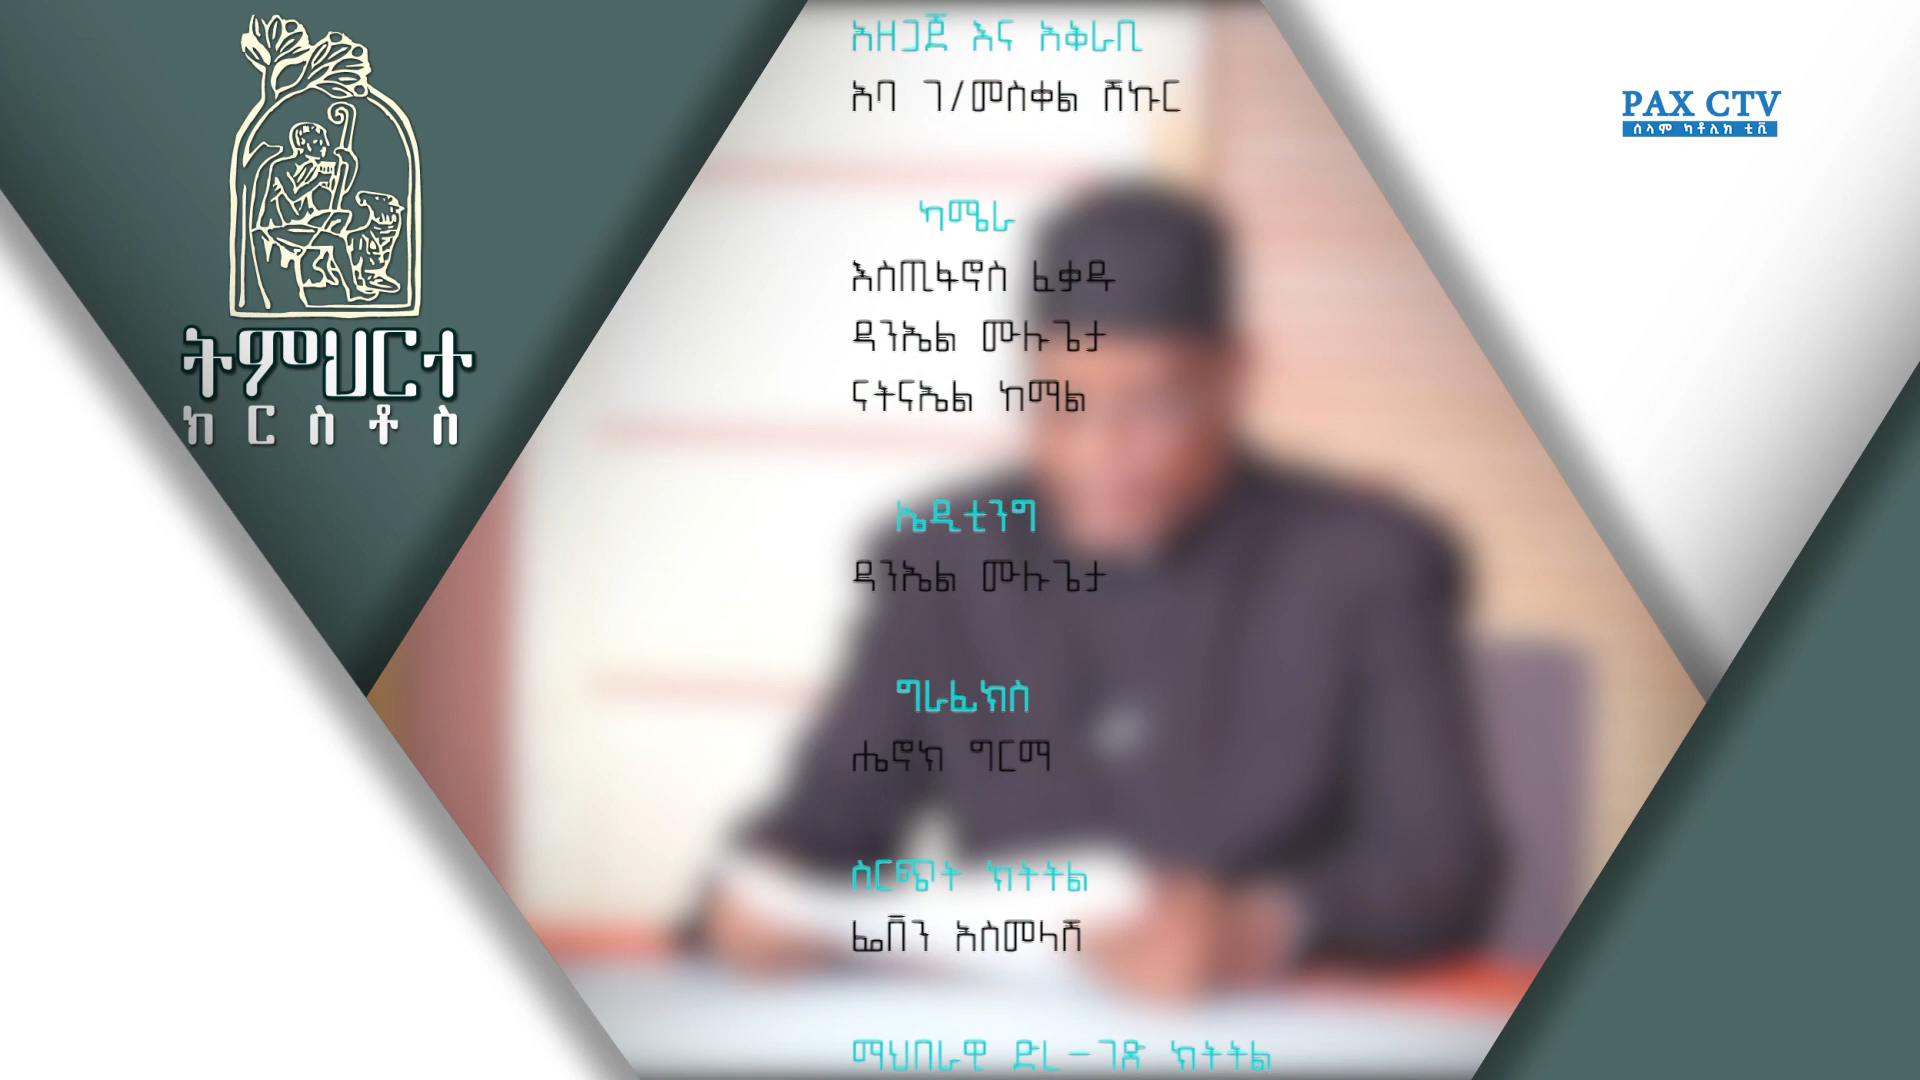 አዘጋጀ እና አቅራቢ
አባ ገ/መስቀል ሽኩር
PAX CTV
ሰላም ካቶሊክ ቲቪ
ካሜራ
እስጢፋኖስ ፈቃዱ
ዳንኤል ሙሉጌታ
ናትናኤል ከማል
ትምህርተ
ክርስቶስ
ኤዲቲንግ
ዳንኤል ሙሉጌታ
ግራፊክስ
ሔኖክ ግርማ
ስርጭት ክትትል
ፌቨን አስመላሽ
ማህበራዊ ድረ-ገጽ ክትትል